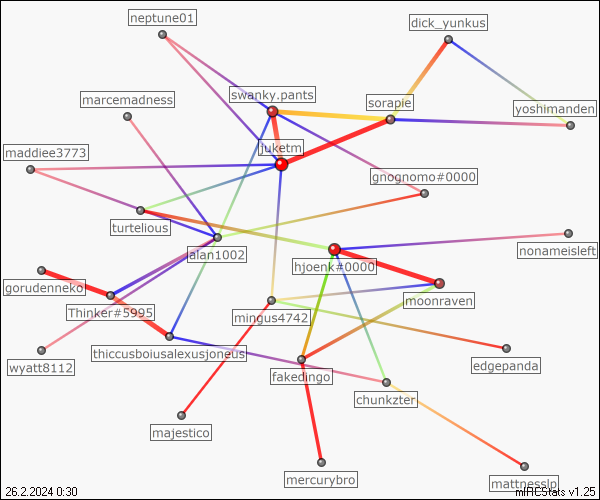 neptune01
dick_yunkus
swanky.pants
marcemadness
sorapie
yoshimanden
juketm
maddiee3773
gnognomo#0000
turtelious
alan1002
nonameisleft
hjoenk#0000
gorudenneko
moonraven
Thinker#5995
mingus4742
thiccusboiusalexusjoneus
wyatt8112
edgepanda
fakedingo
chunkzter
majestico
mercurybro
mattnesslp
26.2.2024 0:30
mIRCStats v1.25